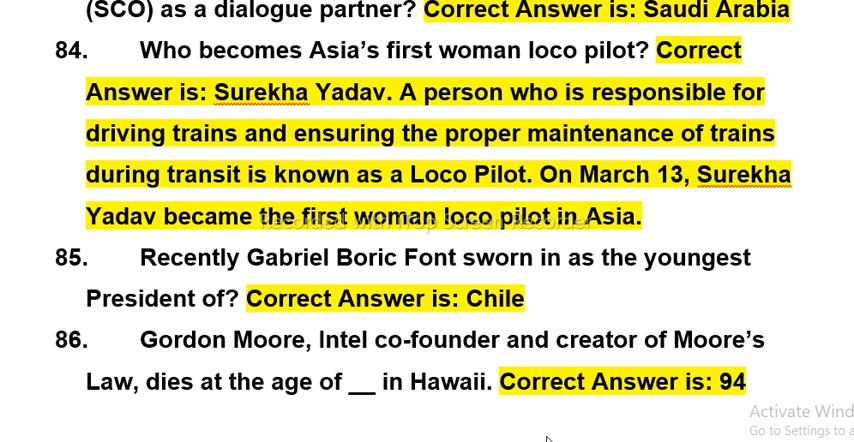 (SCO) as a dialogue partner? Correct Answer is: Saudi Arabia
84. Who becomes Asia's first woman loco pilot? Correct
Answer is: Surekha Yadav. A person who is responsible for
driving trains and ensuring the proper maintenance of trains
during transit is known as a Loco Pilot. On March 13, Surekha
Yadav became the first woman loco pilot in Asia.
Recorded with iTop Screen Recorder
85. Recently Gabriel Boric Font sworn in as the youngest
President of? Correct Answer is: Chile
86. Gordon Moore, Intel co-founder and creator of Moore's
Law, dies at the age of __ in Hawaii. Correct Answer is: 94
Activate Wind
Go to Settings to a